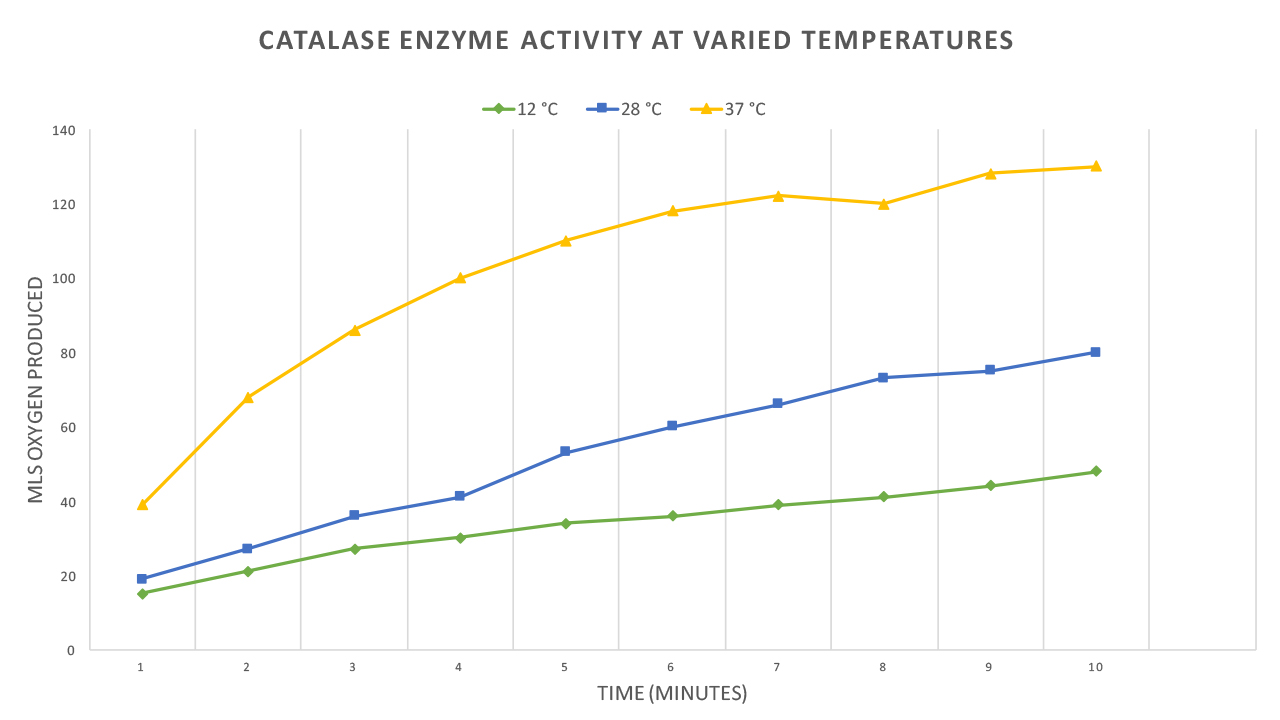 CATALASE ENZYME ACTIVITY AT VARIED TEMPERATURES
12 °C 28 °C 37 °C
140
120
100
80
60
40
20
0
MLS OXYGEN PRODUCED
1 2 3 4 5 6 7 8 9 10
TIME (MINUTES)